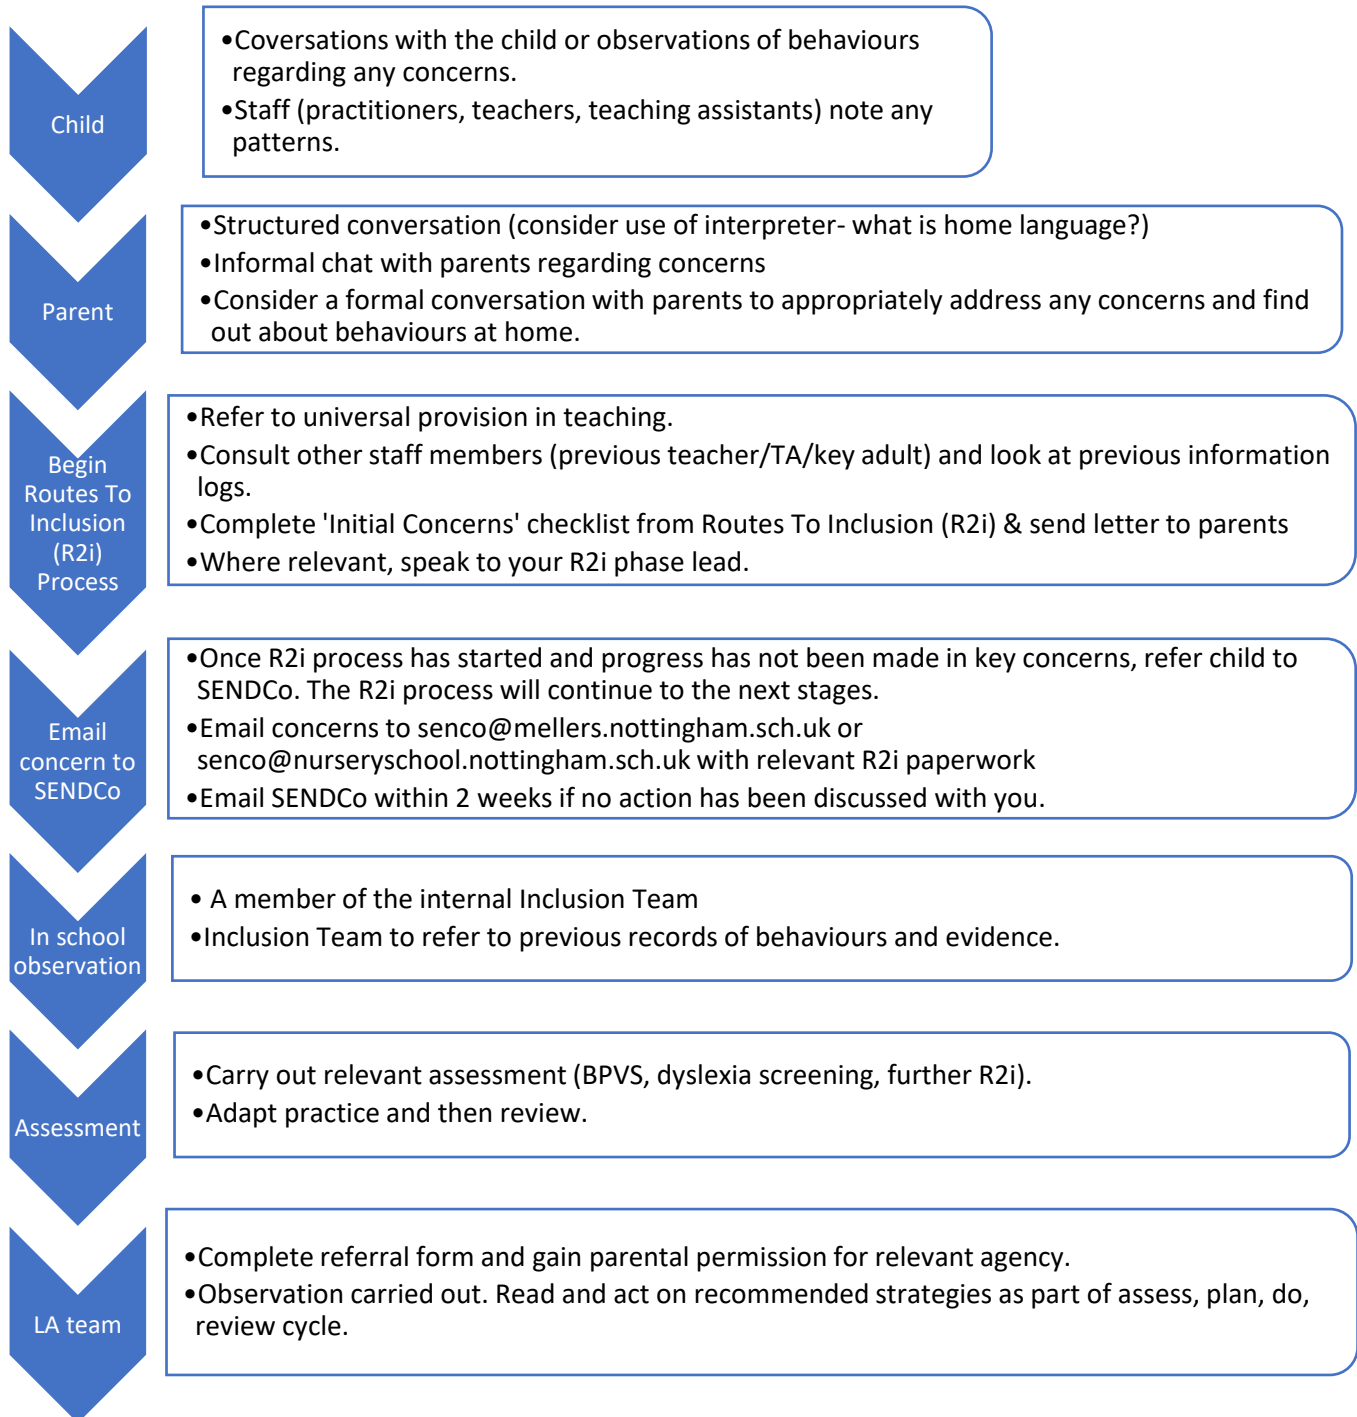 Child
•Coversations with the child or observations of behaviours
regarding any concerns.
•Staff (practitioners, teachers, teaching assistants) note any
patterns.
Parent
•Structured conversation (consider use of interpreter- what is home language?)
•Informal chat with parents regarding concerns
•Consider a formal conversation with parents to appropriately address any concerns and find
out about behaviours at home.
Begin
Routes To
Inclusion
(R2i)
Process
•Refer to universal provision in teaching.
•Consult other staff members (previous teacher/TA/key adult) and look at previous information
logs.
•Complete 'Initial Concerns' checklist from Routes To Inclusion (R2i) & send letter to parents
•Where relevant, speak to your R2i phase lead.
Email
concern to
SENDCo
•Once R2i process has started and progress has not been made in key concerns, refer child to
SENDCo. The R2i process will continue to the next stages.
•Email concerns to senco@mellers.nottingham.sch.uk or
senco@nurseryschool.nottingham.sch.uk with relevant R2i paperwork
•Email SENDCo within 2 weeks if no action has been discussed with you.
In school
observation
• A member of the internal Inclusion Team
•Inclusion Team to refer to previous records of behaviours and evidence.
Assessment
•Carry out relevant assessment (BPVS, dyslexia screening, further R2i).
•Adapt practice and then review.
LA team
•Complete referral form and gain parental permission for relevant agency.
•Observation carried out. Read and act on recommended strategies as part of assess, plan, do,
review cycle.